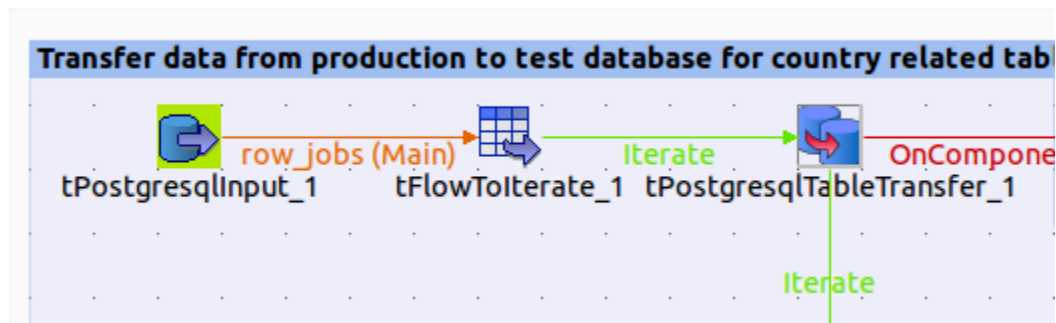 Transfer data from production to test database for country related tab
row_jobs (Main)
Iterate
OnCompone
tPostgresqlInput_1
tFlowToIterate_1
tPostgresqlTableTransfer_1
Iterate